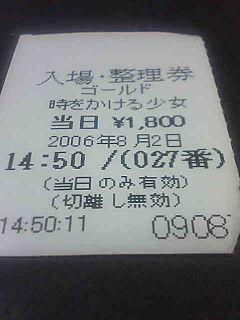 入場・整理券
ゴールド
時をかける少女
当日 ¥1,800
2006年8月2日
14:50 /(027番)
(当日のみ有効)
(切離し無効)
14:50:11 0908